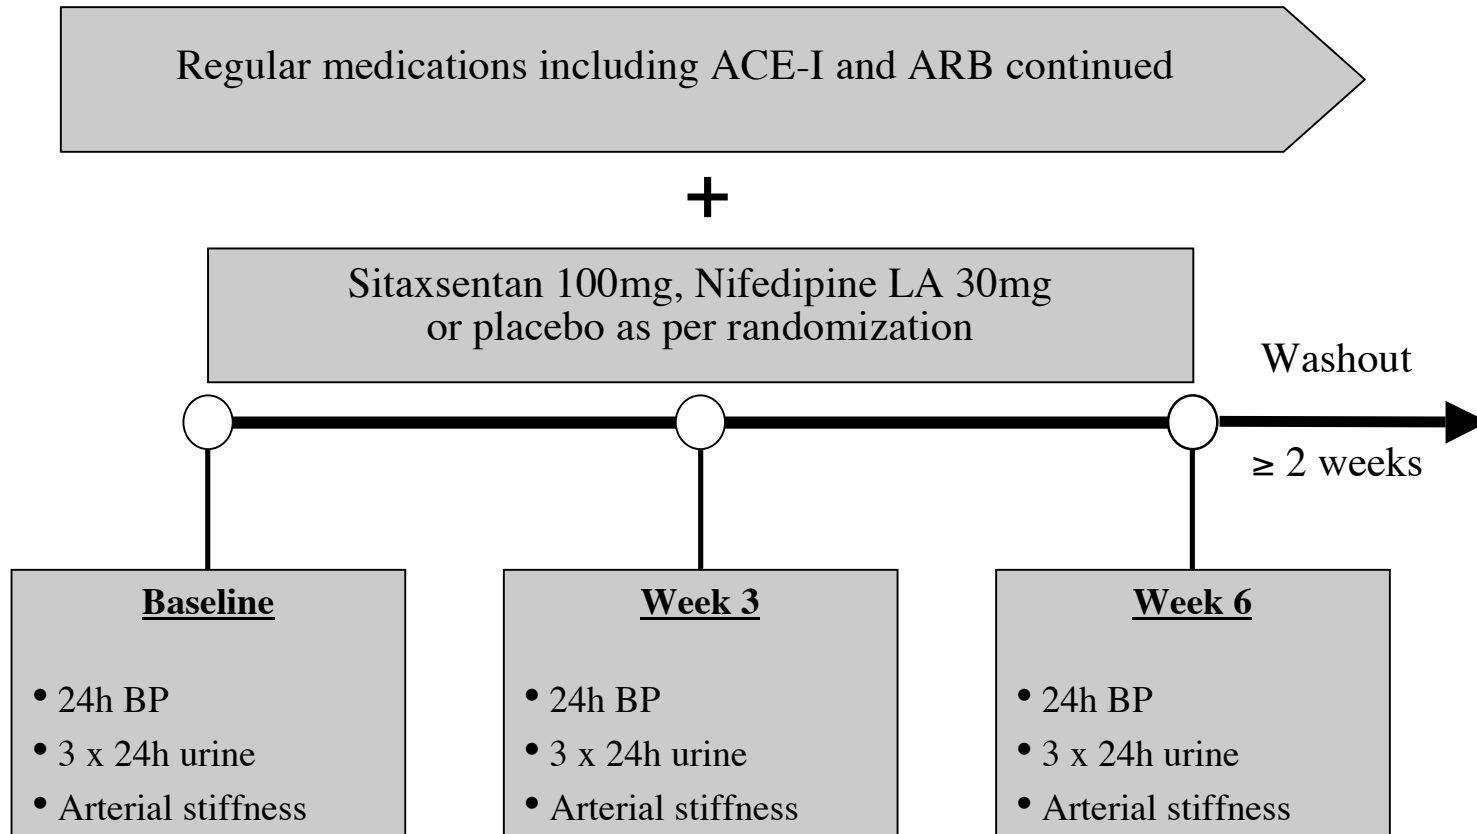 Regular medications including ACE-I and ARB continued
+
Sitaxsentan 100mg, Nifedipine LA 30mg
or placebo as per randomization
Washout
≥ 2 weeks
Baseline
• 24h BP
• 3 x 24h urine
• Arterial stiffness
Week 3
• 24h BP
• 3 x 24h urine
• Arterial stiffness
Week 6
• 24h BP
• 3 x 24h urine
• Arterial stiffness